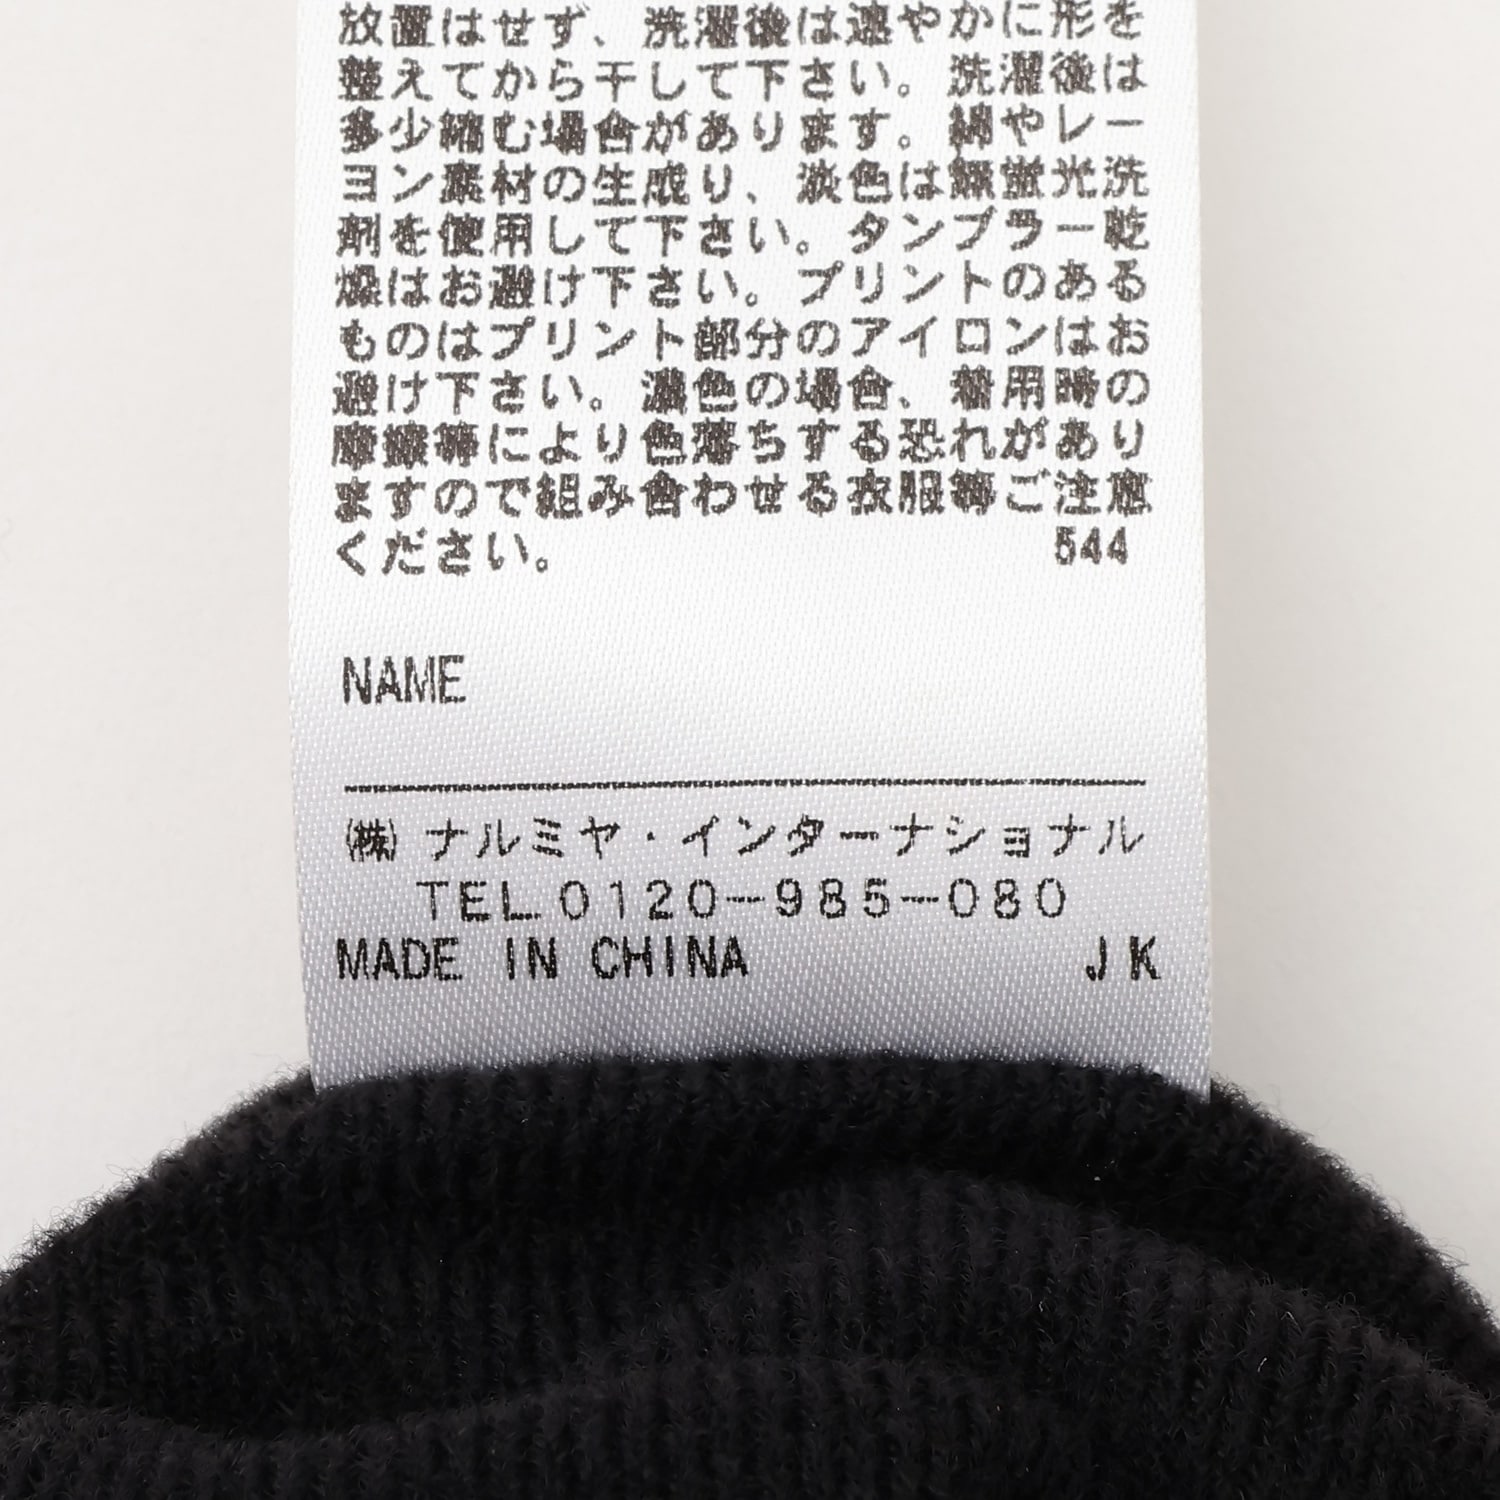 放置はせず、洗濯後は速やかに形を
整えてから干して下さい。洗濯後は
多少縮む場合があります。綿やレー
ヨン素材の生成り、淡色は無蛍光洗
剤を使用して下さい。タンブラー乾
燥はお避け下さい。プリントのある
ものはプリント部分のアイロンはお
避け下さい。濃色の場合、着用時の
摩擦等により色落ちする恐れがあり
ますので組み合わせる衣服等ご注意
ください。 544
NAME
㈱ ナルミヤ・インターナショナル
TEL.0120-985-080
MADE IN CHINA JK